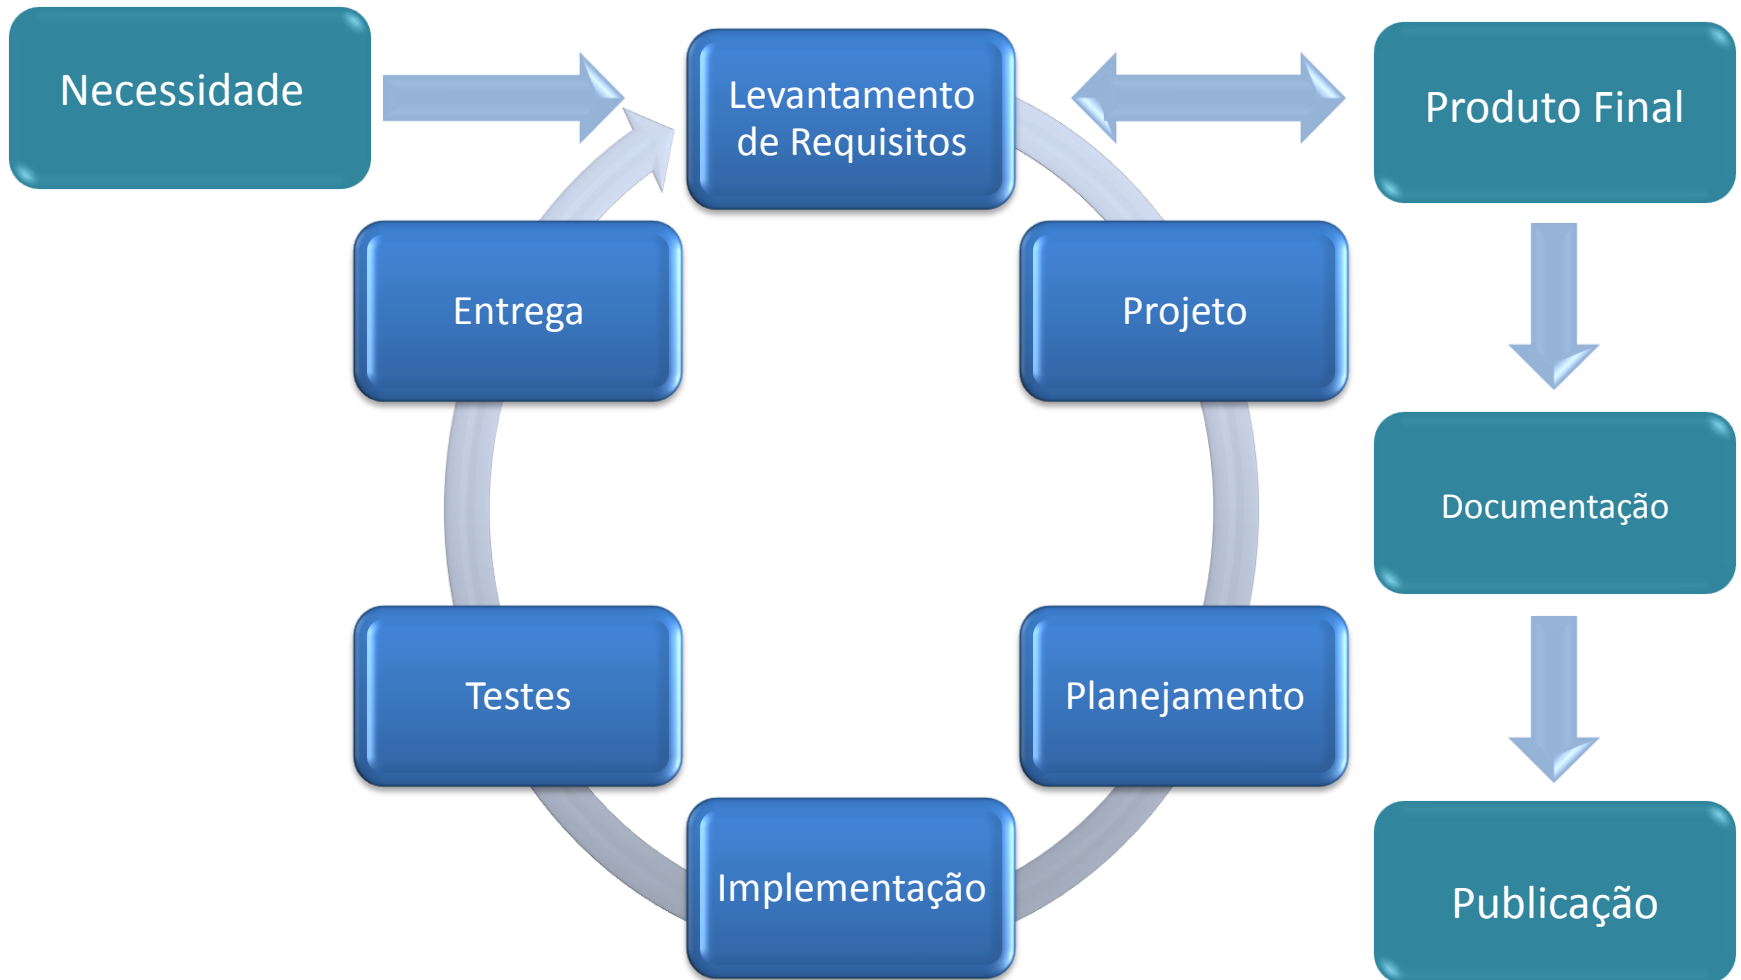 Necessidade
Levantamento
de Requisitos
Produto Final
Entrega
Projeto
Documentação
Testes
Planejamento
Implementação
Publicação